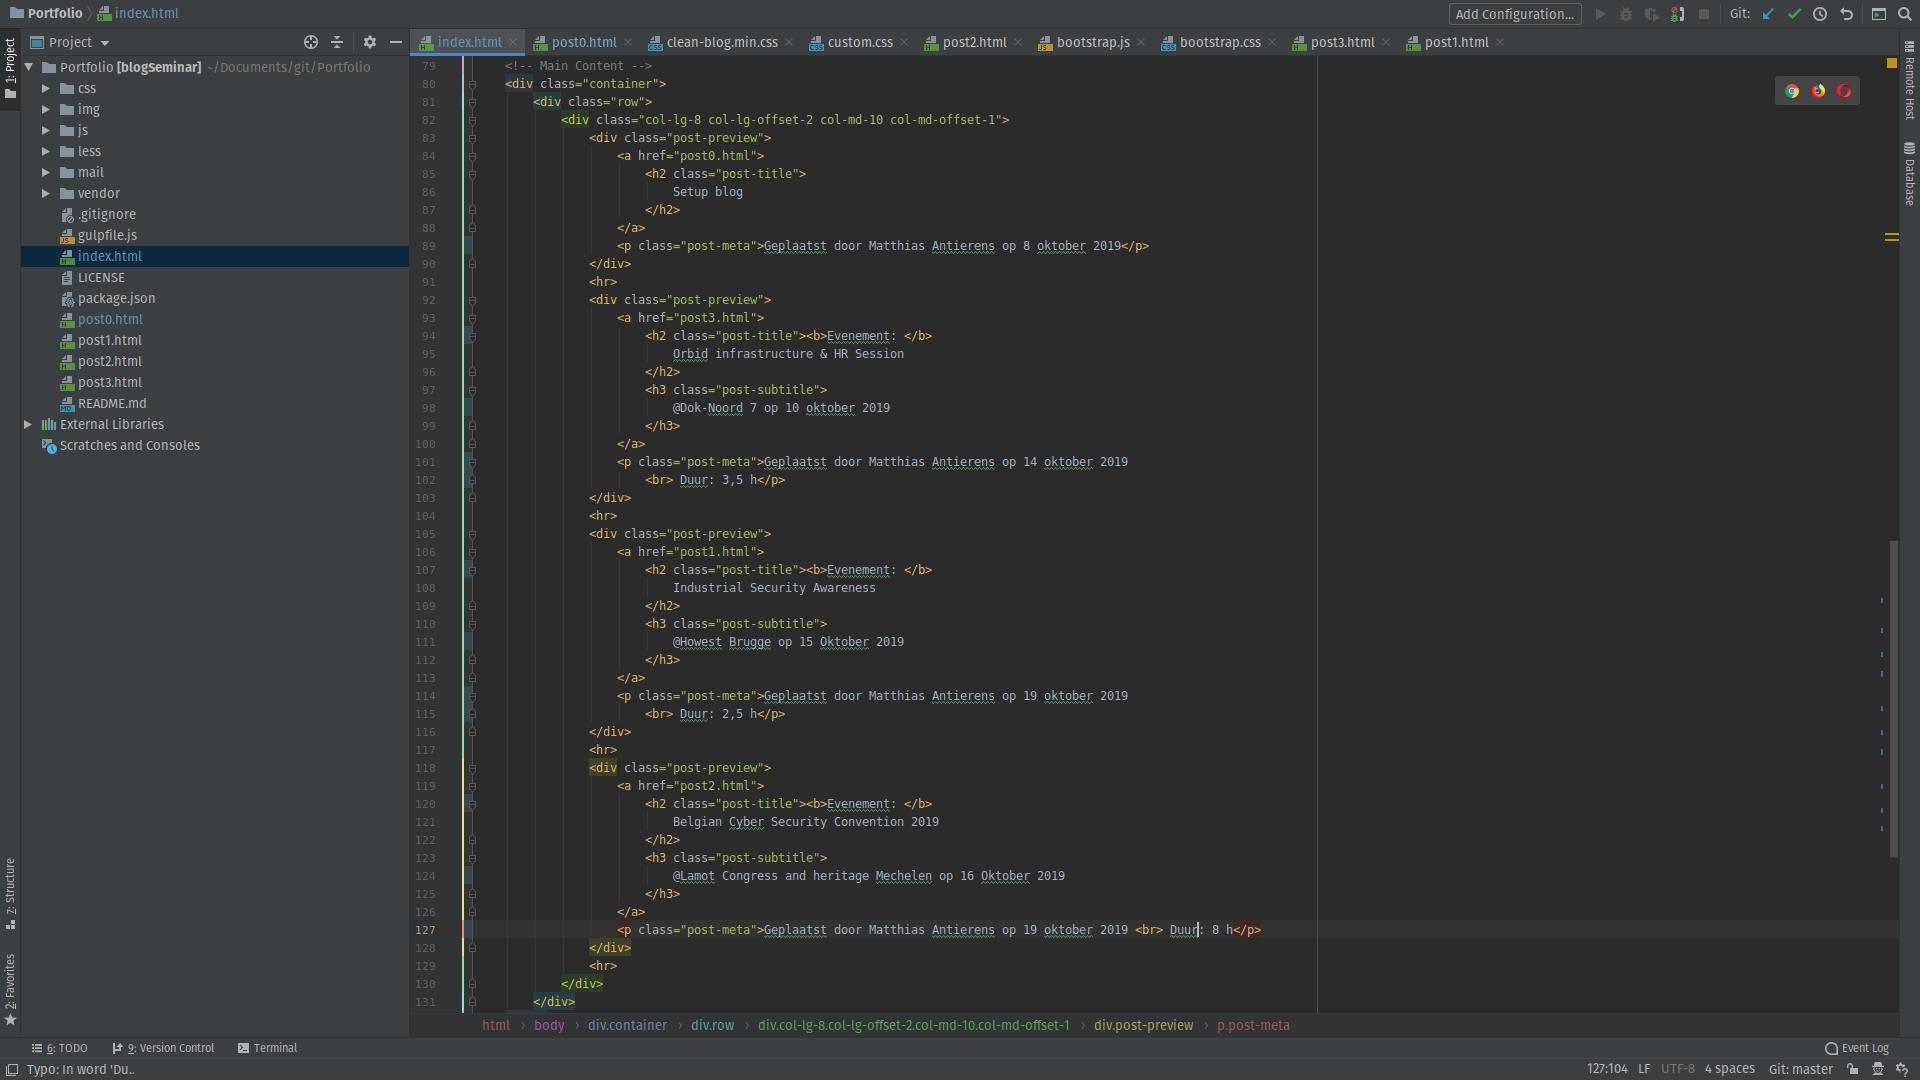 Portfolio › index.html
Add Configuration...
Git:
Project
index.html
post0.html
clean-blog.min.css
custom.css
post2.html
bootstrap.js
bootstrap.css
post3.html
post1.html
1: Project
Portfolio [blogSeminar] ~/Documents/git/Portfolio
css
img
js
less
mail
vendor
.gitignore
gulpfile.js
index.html
LICENSE
package.json
post0.html
post1.html
post2.html
post3.html
README.md
External Libraries
Scratches and Consoles
7: Structure
2: Favorites
79 <!-- Main Content -->
80 <div class="container">
81 <div class="row">
82 <div class="col-lg-8 col-lg-offset-2 col-md-10 col-md-offset-1">
83 <div class="post-preview">
84 <a href="post0.html">
85 <h2 class="post-title">
86 Setup blog
87 </h2>
88 </a>
89 <p class="post-meta">Geplaatst door Matthias Antierens op 8 oktober 2019</p>
90 </div>
91 <hr>
92 <div class="post-preview">
93 <a href="post3.html">
94 <h2 class="post-title"><b>Evenement: </b>
95 Orbid infrastructure & HR Session
96 </h2>
97 <h3 class="post-subtitle">
98 @Dok-Noord 7 op 10 oktober 2019
99 </h3>
100 </a>
101 <p class="post-meta">Geplaatst door Matthias Antierens op 14 oktober 2019
102 <br> Duur: 3,5 h</p>
103 </div>
104 <hr>
105 <div class="post-preview">
106 <a href="post1.html">
107 <h2 class="post-title"><b>Evenement: </b>
108 Industrial Security Awareness
109 </h2>
110 <h3 class="post-subtitle">
111 @Howest Brugge op 15 Oktober 2019
112 </h3>
113 </a>
114 <p class="post-meta">Geplaatst door Matthias Antierens op 19 oktober 2019
115 <br> Duur: 2,5 h</p>
116 </div>
117 <hr>
118 <div class="post-preview">
119 <a href="post2.html">
120 <h2 class="post-title"><b>Evenement: </b>
121 Belgian Cyber Security Convention 2019
122 </h2>
123 <h3 class="post-subtitle">
124 @Lamot Congress and heritage Mechelen op 16 Oktober 2019
125 </h3>
126 </a>
127 <p class="post-meta">Geplaatst door Matthias Antierens op 19 oktober 2019 <br> Duur: 8 h</p>
128 </div>
129 <hr>
130 </div>
131 </div>
Remote Host
Database
html › body › div.container › div.row › div.col-lg-8.col-lg-offset-2.col-md-10.col-md-offset-1 › div.post-preview › p.post-meta
6: TODO
9: Version Control
Terminal
Event Log
Typo: In word 'Du..
127:104 LF UTF-8 4 spaces Git: master